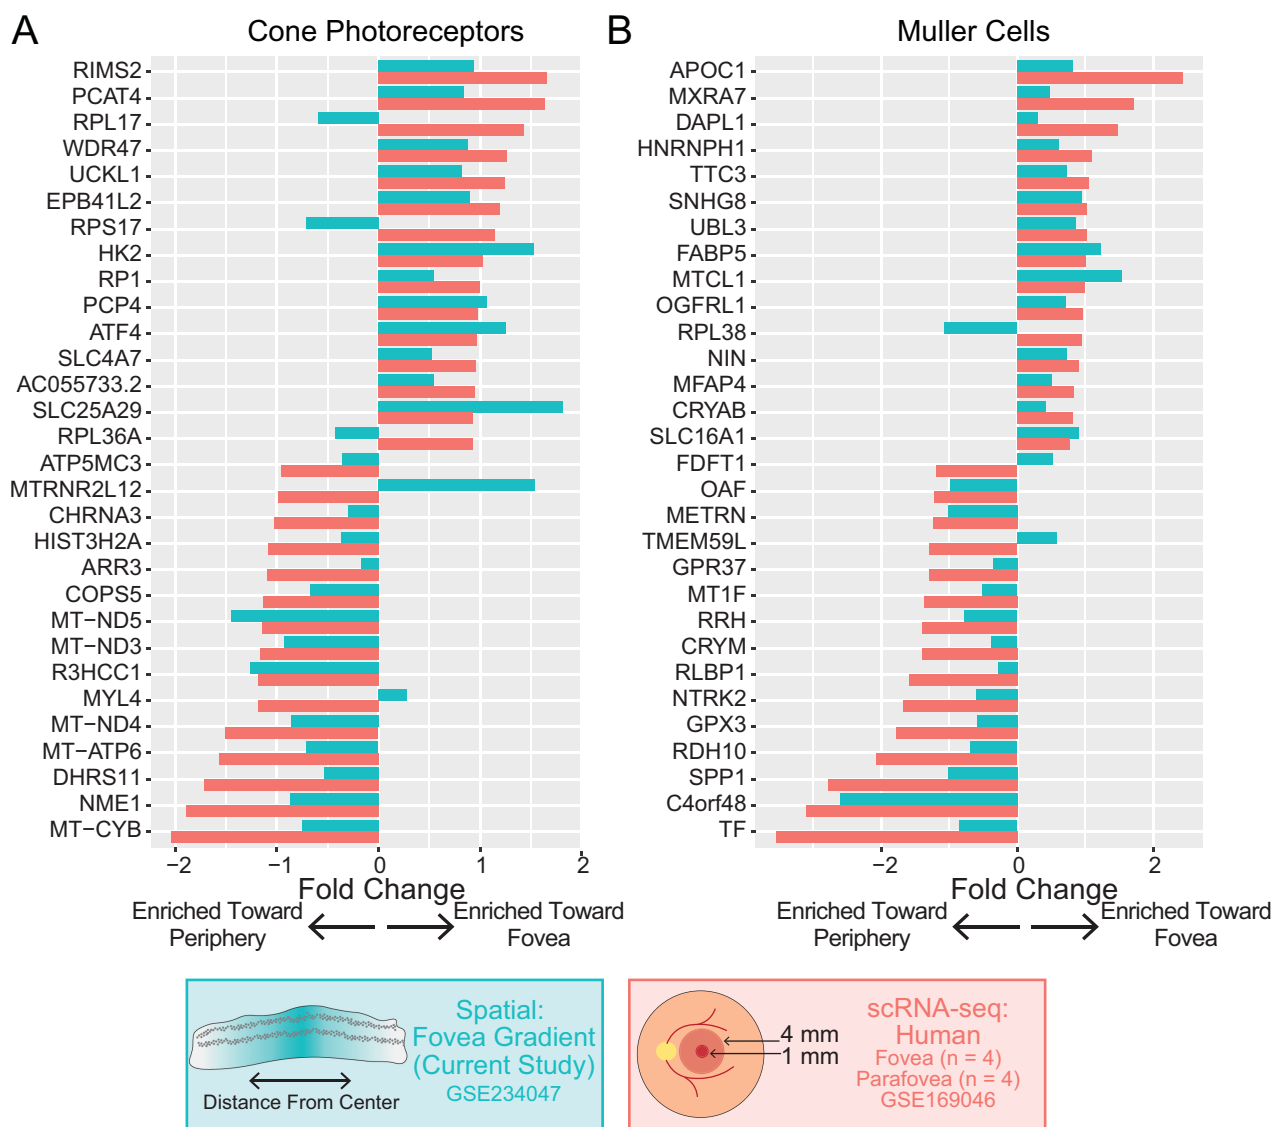 A
Cone Photoreceptors
RIMS2
PCAT4
RPL17
WDR47
UCKL1
EPB41L2
RPS17
HK2
RP1
PCP4
ATF4
SLC4A7
AC055733.2
SLC25A29
RPL36A
ATP5MC3
MTRNR2L12
CHRNA3
HIST3H2A
ARR3
COPS5
MT−ND5
MT−ND3
R3HCC1
MYL4
MT−ND4
MT−ATP6
DHRS11
NME1
MT−CYB
−2 −1 0 1 2
Fold Change
Enriched Toward
Periphery
Enriched Toward
Fovea
B
Muller Cells
APOC1
MXRA7
DAPL1
HNRNPH1
TTC3
SNHG8
UBL3
FABP5
MTCL1
OGFRL1
RPL38
NIN
MFAP4
CRYAB
SLC16A1
FDFT1
OAF
METRN
TMEM59L
GPR37
MT1F
RRH
CRYM
RLBP1
NTRK2
GPX3
RDH10
SPP1
C4orf48
TF
−2 0 2
Fold Change
Enriched Toward
Periphery
Enriched Toward
Fovea
Spatial:
Fovea Gradient
(Current Study)
GSE234047
Distance From Center
4 mm
1 mm
scRNA-seq:
Human
Fovea (n = 4)
Parafovea (n = 4)
GSE169046